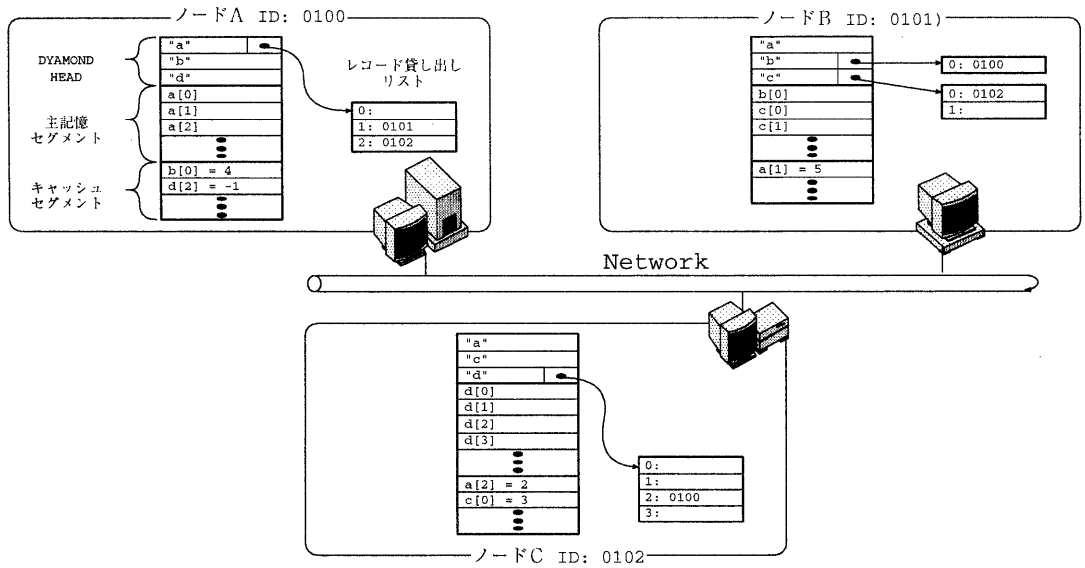 ノードA ID: 0100
DYAMOND
HEAD
主記憶
セグメント
キャッシュ
セグメント
"a"
"b"
"d"
a[0]
a[1]
a[2]
b[0] = 4
d[2] = -1
レコード貸し出し
リスト
0:
1: 0101
2: 0102
ノードB ID: 0101)
"a"
"b"
"c"
b[0]
c[0]
c[1]
a[1] = 5
0: 0100
0: 0102
1:
Network
"a"
"c"
"d"
d[0]
d[1]
d[2]
d[3]
a[2] = 2
c[0] = 3
0:
1:
2: 0100
3:
ノードC ID: 0102